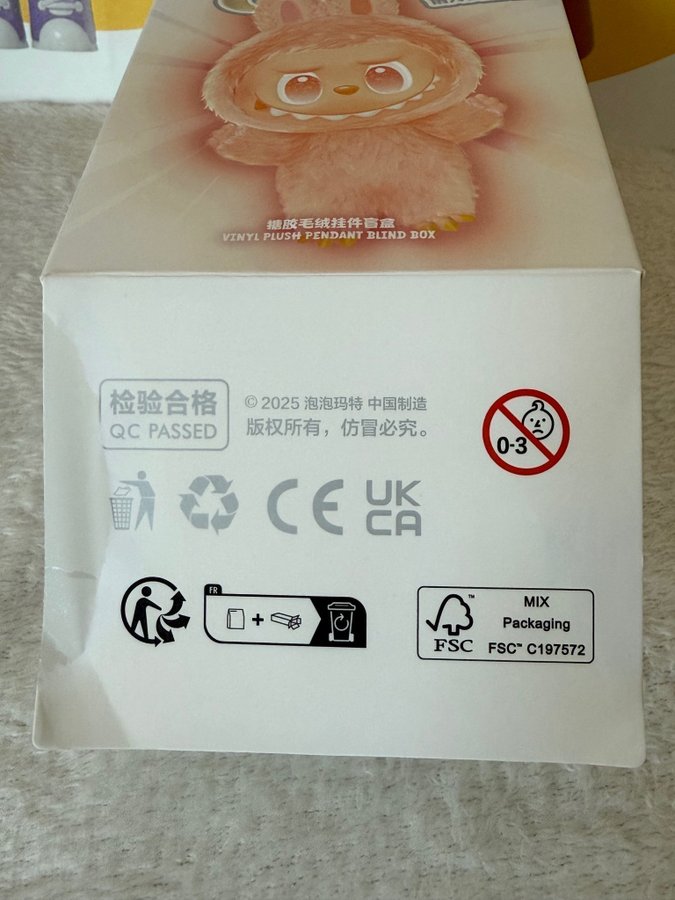 搪胶毛绒挂件盲盒
VINYL PLUSH PENDANT BLIND BOX
检验合格
QC PASSED
© 2025 泡泡玛特 中国制造
版权所有，仿冒必究。
0-3
CE
UK
CA
FR
MIX
Packaging
FSC™ C197572
FSC